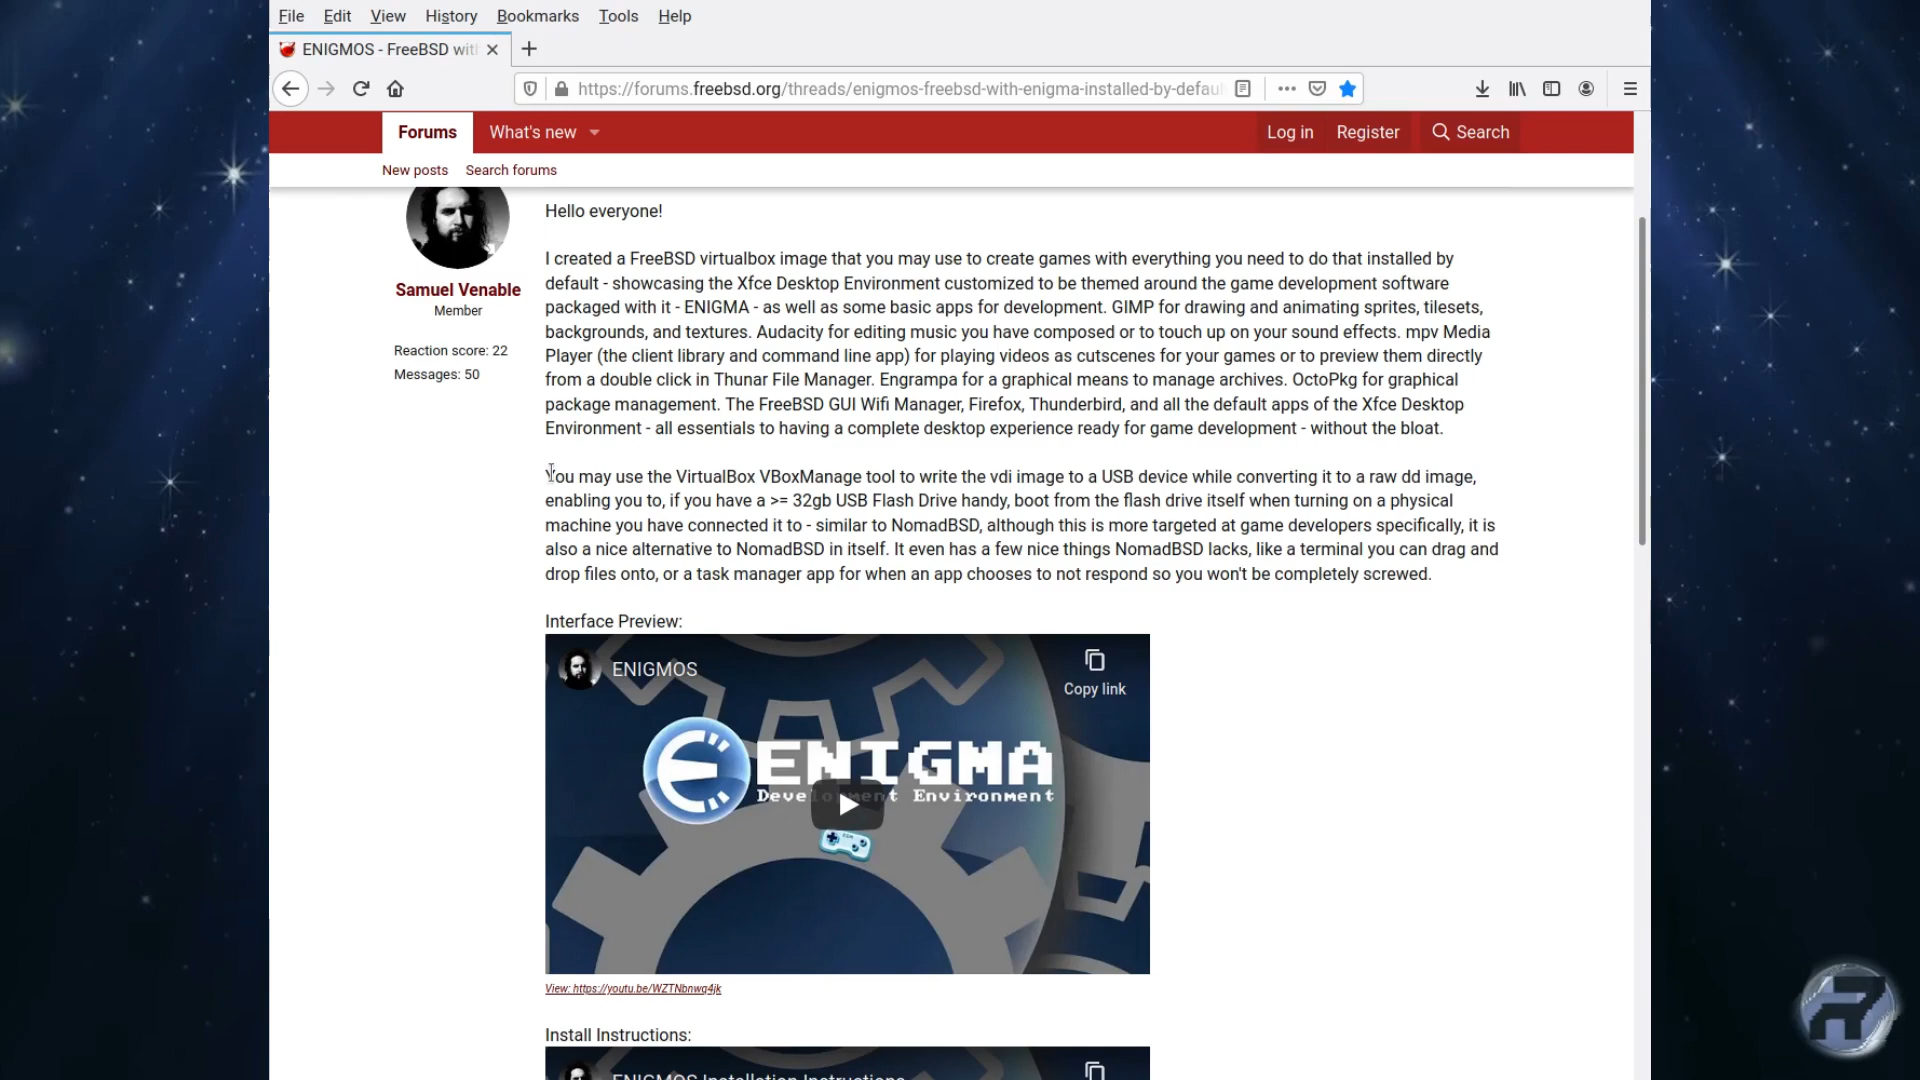 File Edit View History Bookmarks Tools Help
ENIGMOS - FreeBSD with
https://forums.freebsd.org/threads/enigmos-freebsd-with-enigma-installed-by-defau
Forums What's new Log in Register Search
New posts Search forums
Samuel Venable
Member
Reaction score: 22
Messages: 50
Hello everyone!
I created a FreeBSD virtualbox image that you may use to create games with everything you need to do that installed by
default - showcasing the Xfce Desktop Environment customized to be themed around the game development software
packaged with it - ENIGMA - as well as some basic apps for development. GIMP for drawing and animating sprites, tilesets,
backgrounds, and textures. Audacity for editing music you have composed or to touch up on your sound effects. mpv Media
Player (the client library and command line app) for playing videos as cutscenes for your games or to preview them directly
from a double click in Thunar File Manager. Engrampa for a graphical means to manage archives. OctoPkg for graphical
package management. The FreeBSD GUI Wifi Manager, Firefox, Thunderbird, and all the default apps of the Xfce Desktop
Environment - all essentials to having a complete desktop experience ready for game development - without the bloat.
You may use the VirtualBox VBoxManage tool to write the vdi image to a USB device while converting it to a raw dd image,
enabling you to, if you have a >= 32gb USB Flash Drive handy, boot from the flash drive itself when turning on a physical
machine you have connected it to - similar to NomadBSD, although this is more targeted at game developers specifically, it is
also a nice alternative to NomadBSD in itself. It even has a few nice things NomadBSD lacks, like a terminal you can drag and
drop files onto, or a task manager app for when an app chooses to not respond so you won't be completely screwed.
Interface Preview:
ENIGMOS
Copy link
ENIGMA
Development Environment
View: https://youtu.be/WZTNbnwq4jk
Install Instructions:
ENIGMOS Installation Instructions